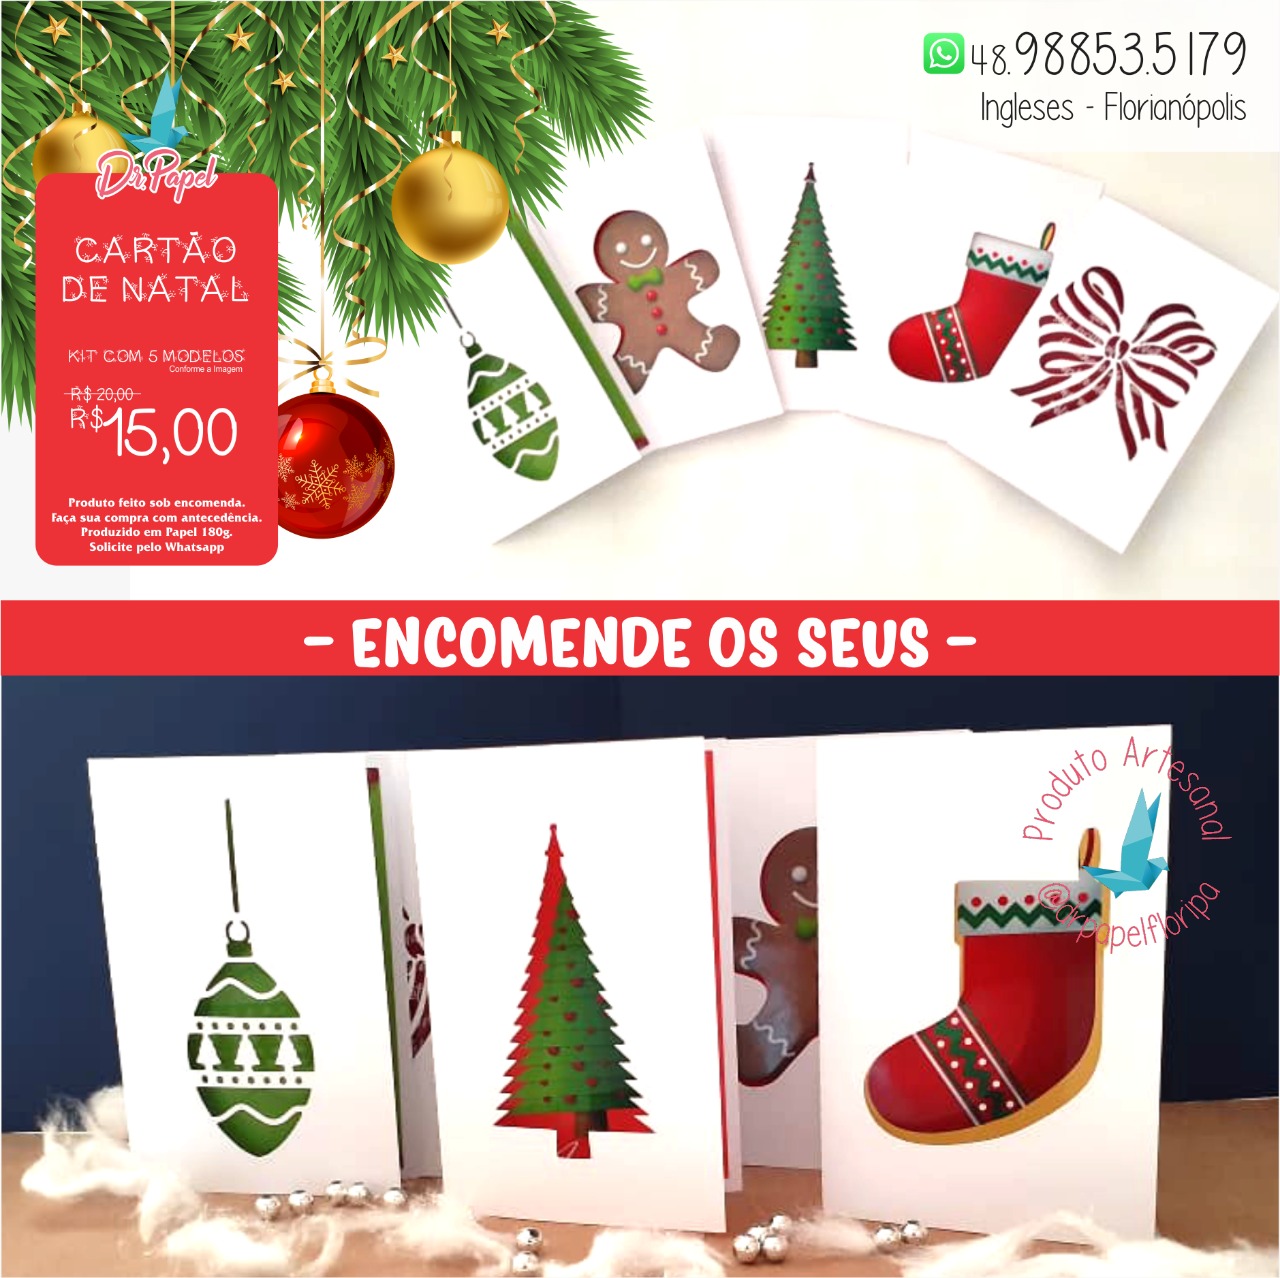 48.98853.5179
Ingleses - Florianópolis
Dr.Papel
CARTÃO
DE NATAL
KIT COM 5 MODELOS
Conforme a Imagem
R$ 20,00
R$15,00
Produto feito sob encomenda.
Faça sua compra com antecedência.
Produzido em Papel 180g.
Solicite pelo Whatsapp
- ENCOMENDE OS SEUS -
Produto Artesanal
@drpapelfloripa